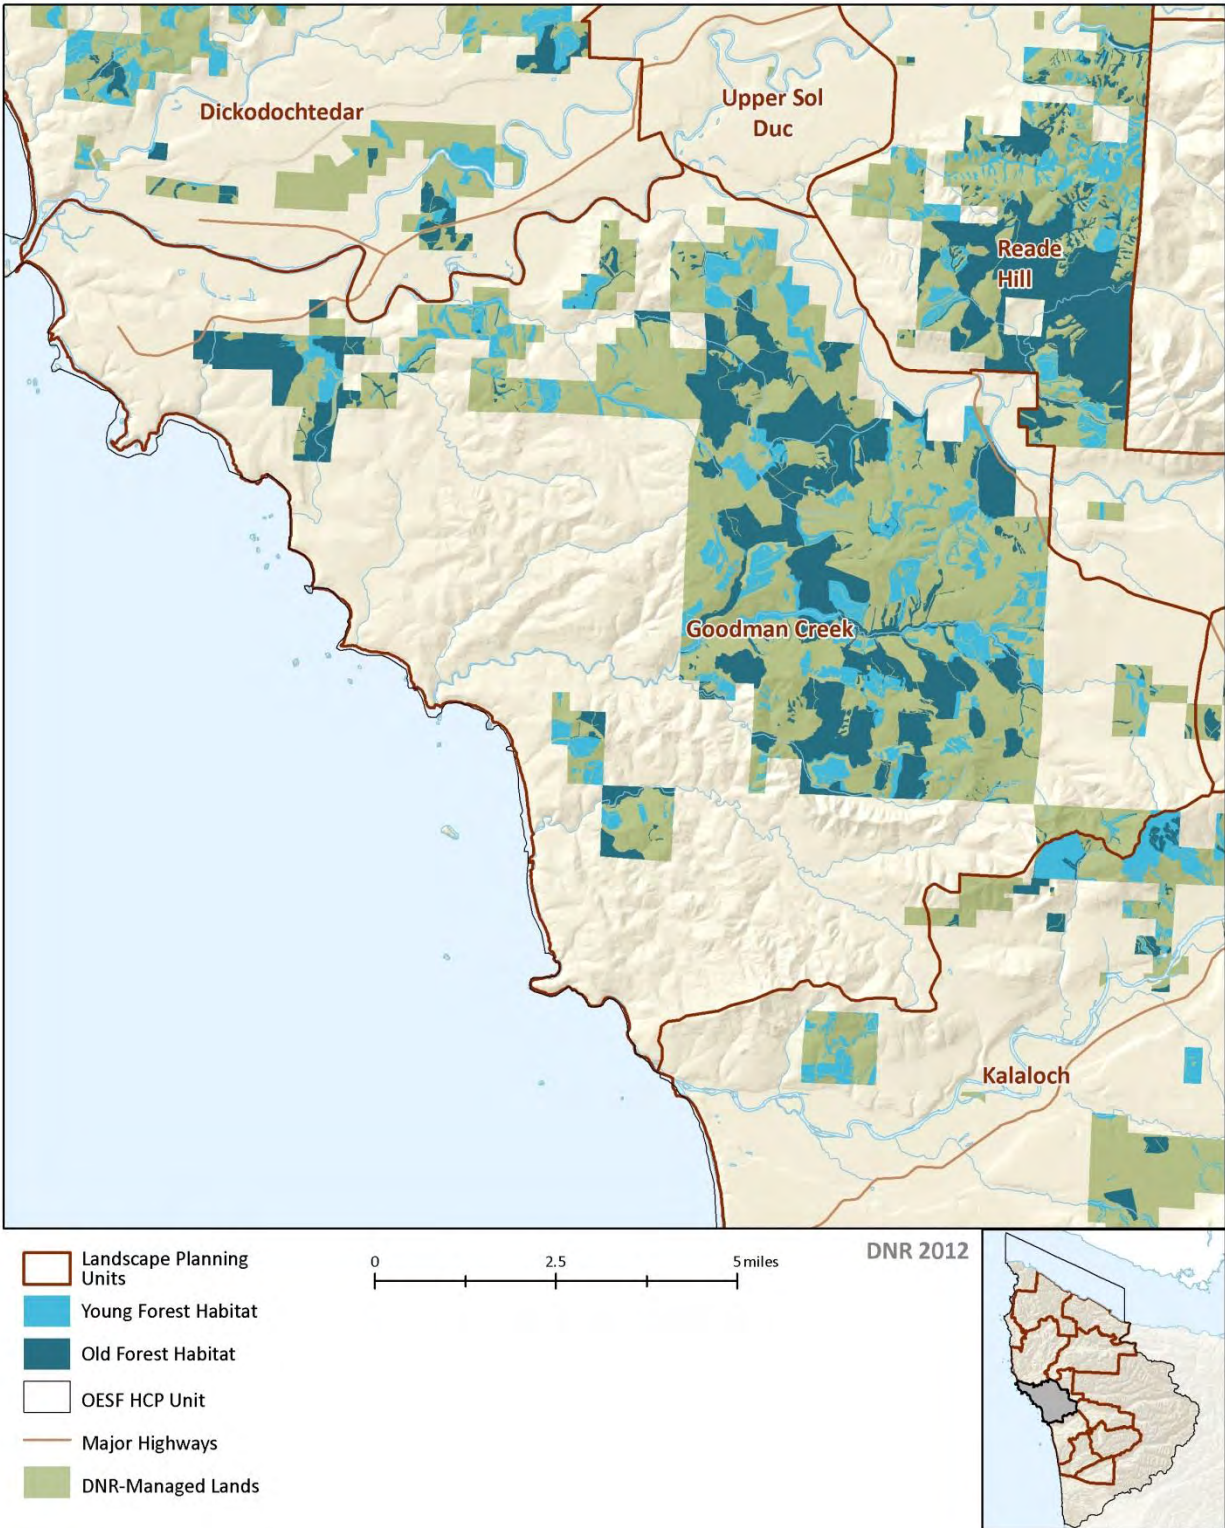 Dickodochtedar
Upper Sol
Duc
Reade
Hill
Goodman Creek
Kalaloch
Landscape Planning
Units
Young Forest Habitat
Old Forest Habitat
OESF HCP Unit
Major Highways
DNR-Managed Lands
0 2.5 5 miles
DNR 2012